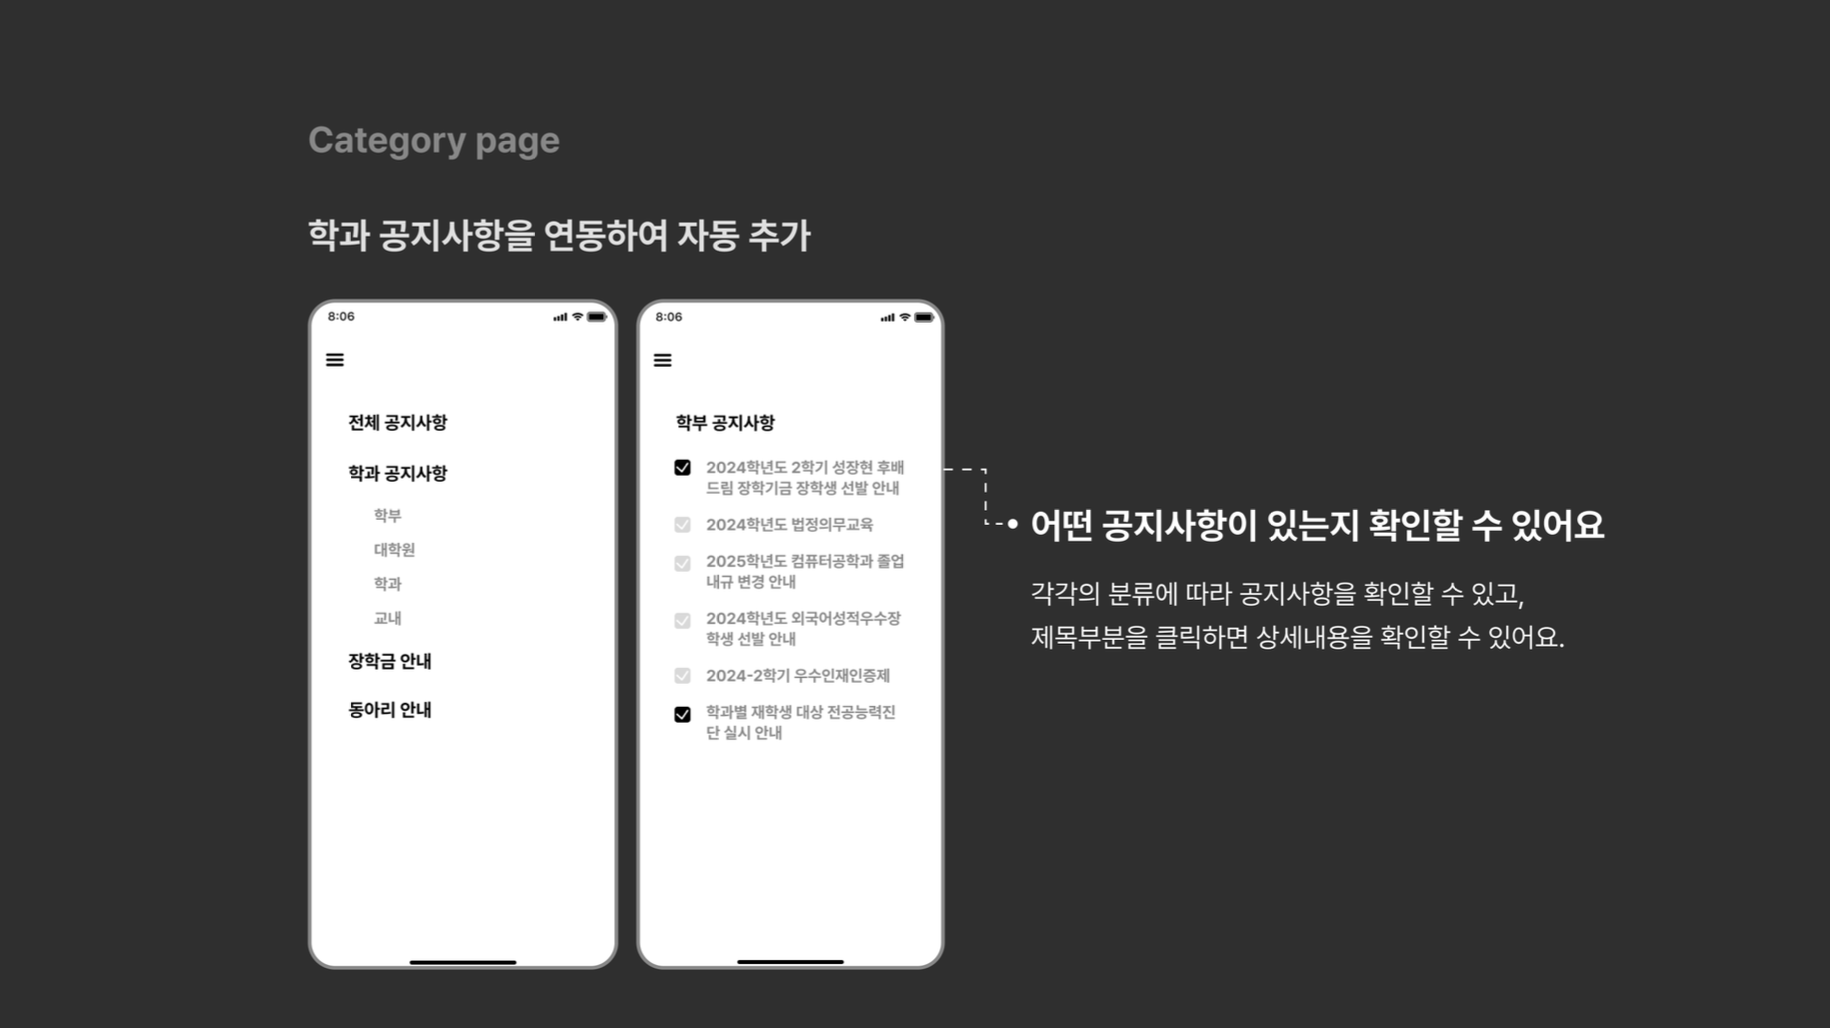 Category page
학과 공지사항을 연동하여 자동 추가
8:06
전체 공지사항
학과 공지사항
학부
대학원
학과
교내
장학금 안내
동아리 안내
8:06
학부 공지사항
2024학년도 2학기 성장현 후배
드림 장학기금 장학생 선발 안내
2024학년도 법정의무교육
2025학년도 컴퓨터공학과 졸업
내규 변경 안내
2024학년도 외국어성적우수장
학생 선발 안내
2024-2학기 우수인재인증제
학과별 재학생 대상 전공능력진
단 실시 안내
• 어떤 공지사항이 있는지 확인할 수 있어요
각각의 분류에 따라 공지사항을 확인할 수 있고,
제목부분을 클릭하면 상세내용을 확인할 수 있어요.